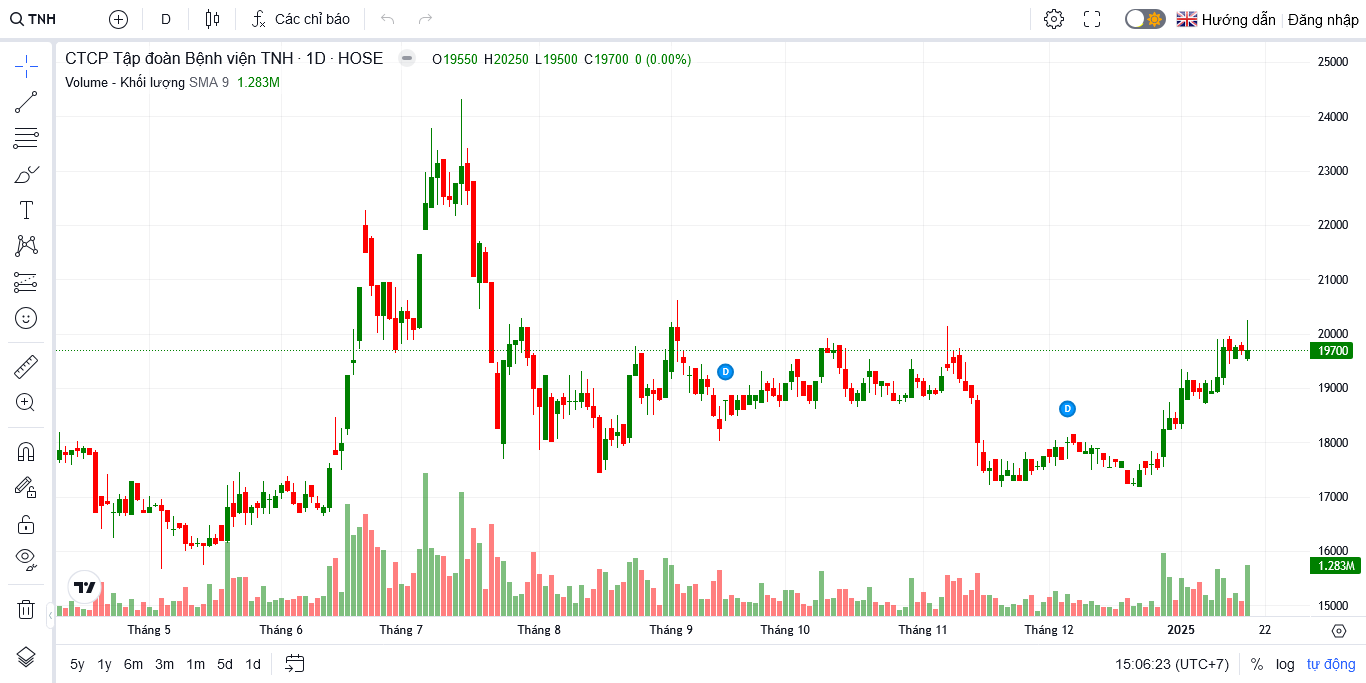 TNH D Các chỉ báo Hướng dẫn Đăng nhập
CTCP Tập đoàn Bệnh viện TNH · 1D · HOSE O19550 H20250 L19500 C19700 0 (0.00%)
Volume - Khối lượng SMA 9 1.283M
25000
24000
23000
22000
21000
20000
19700
19000
18000
17000
16000
1.283M
15000
D
D
Tháng 5 Tháng 6 Tháng 7 Tháng 8 Tháng 9 Tháng 10 Tháng 11 Tháng 12 2025 22
5y 1y 6m 3m 1m 5d 1d 15:06:23 (UTC+7) % log tự động